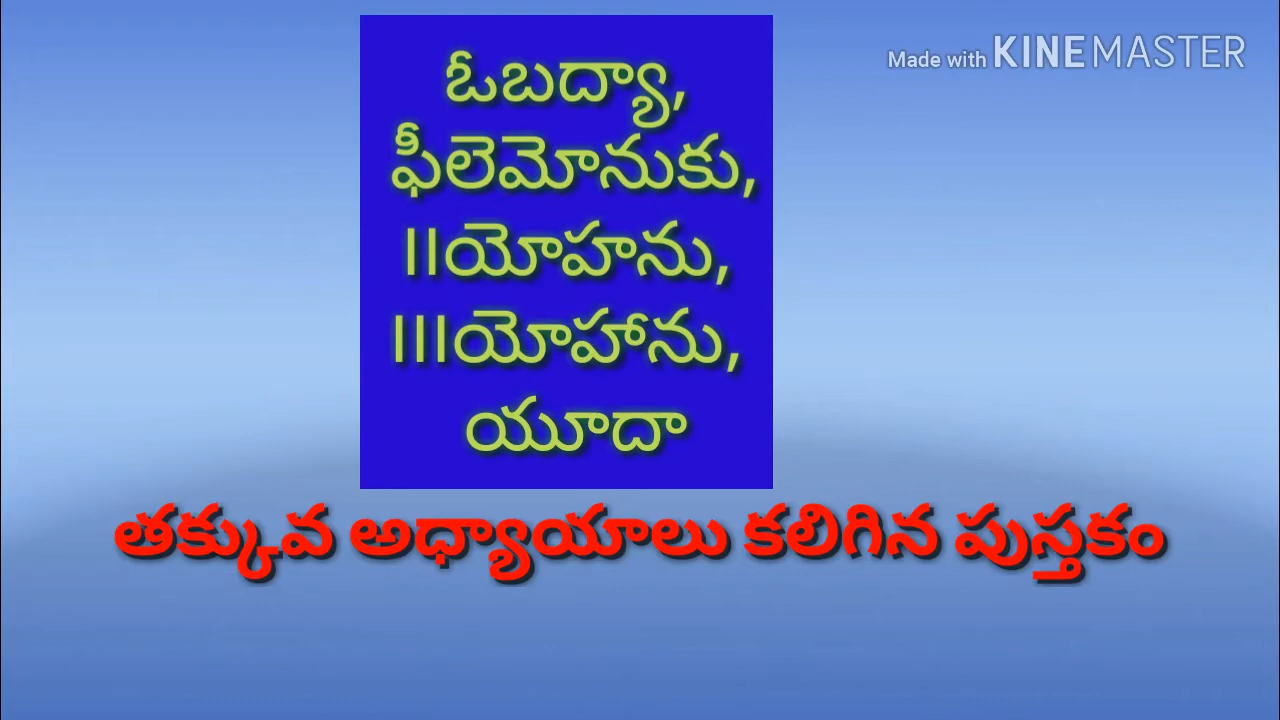 Made with KINEMASTER
ఓబద్యా,
ఫీలెమోనుకు,
IIయోహను,
IIIయోహాను,
యూదా
తక్కువ అధ్యాయాలు కలిగిన పుస్తకం